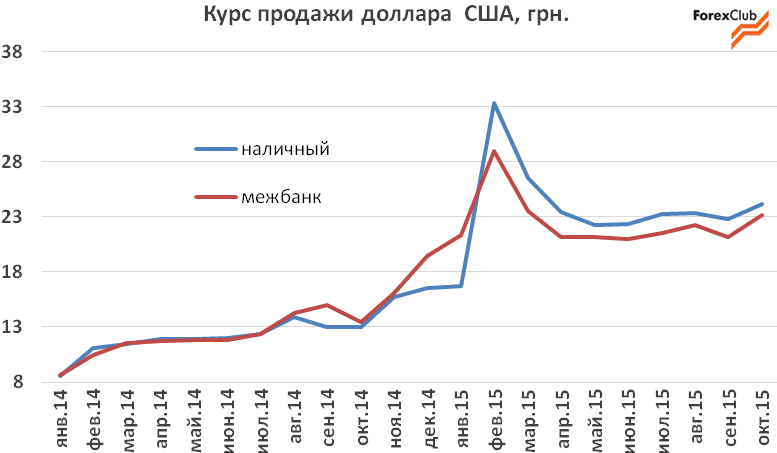 Курс продажи доллара США, грн.
ForexClub
38
33
28
23
18
13
8
наличный
межбанк
янв.14
фев.14
мар.14
апр.14
май.14
июн.14
июл.14
авг.14
сен.14
окт.14
ноя.14
дек.14
янв.15
фев.15
мар.15
апр.15
май.15
июн.15
июл.15
авг.15
сен.15
окт.15